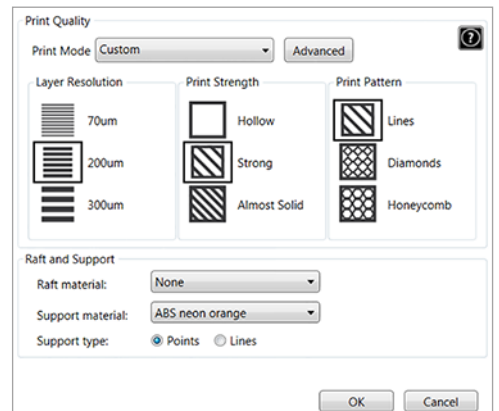 Print Quality
?
Print Mode Custom Advanced
Layer Resolution Print Strength Print Pattern
70um Hollow Lines
200um Strong Diamonds
300um Almost Solid Honeycomb
Raft and Support
Raft material: None
Support material: ABS neon orange
Support type: Points Lines
OK Cancel